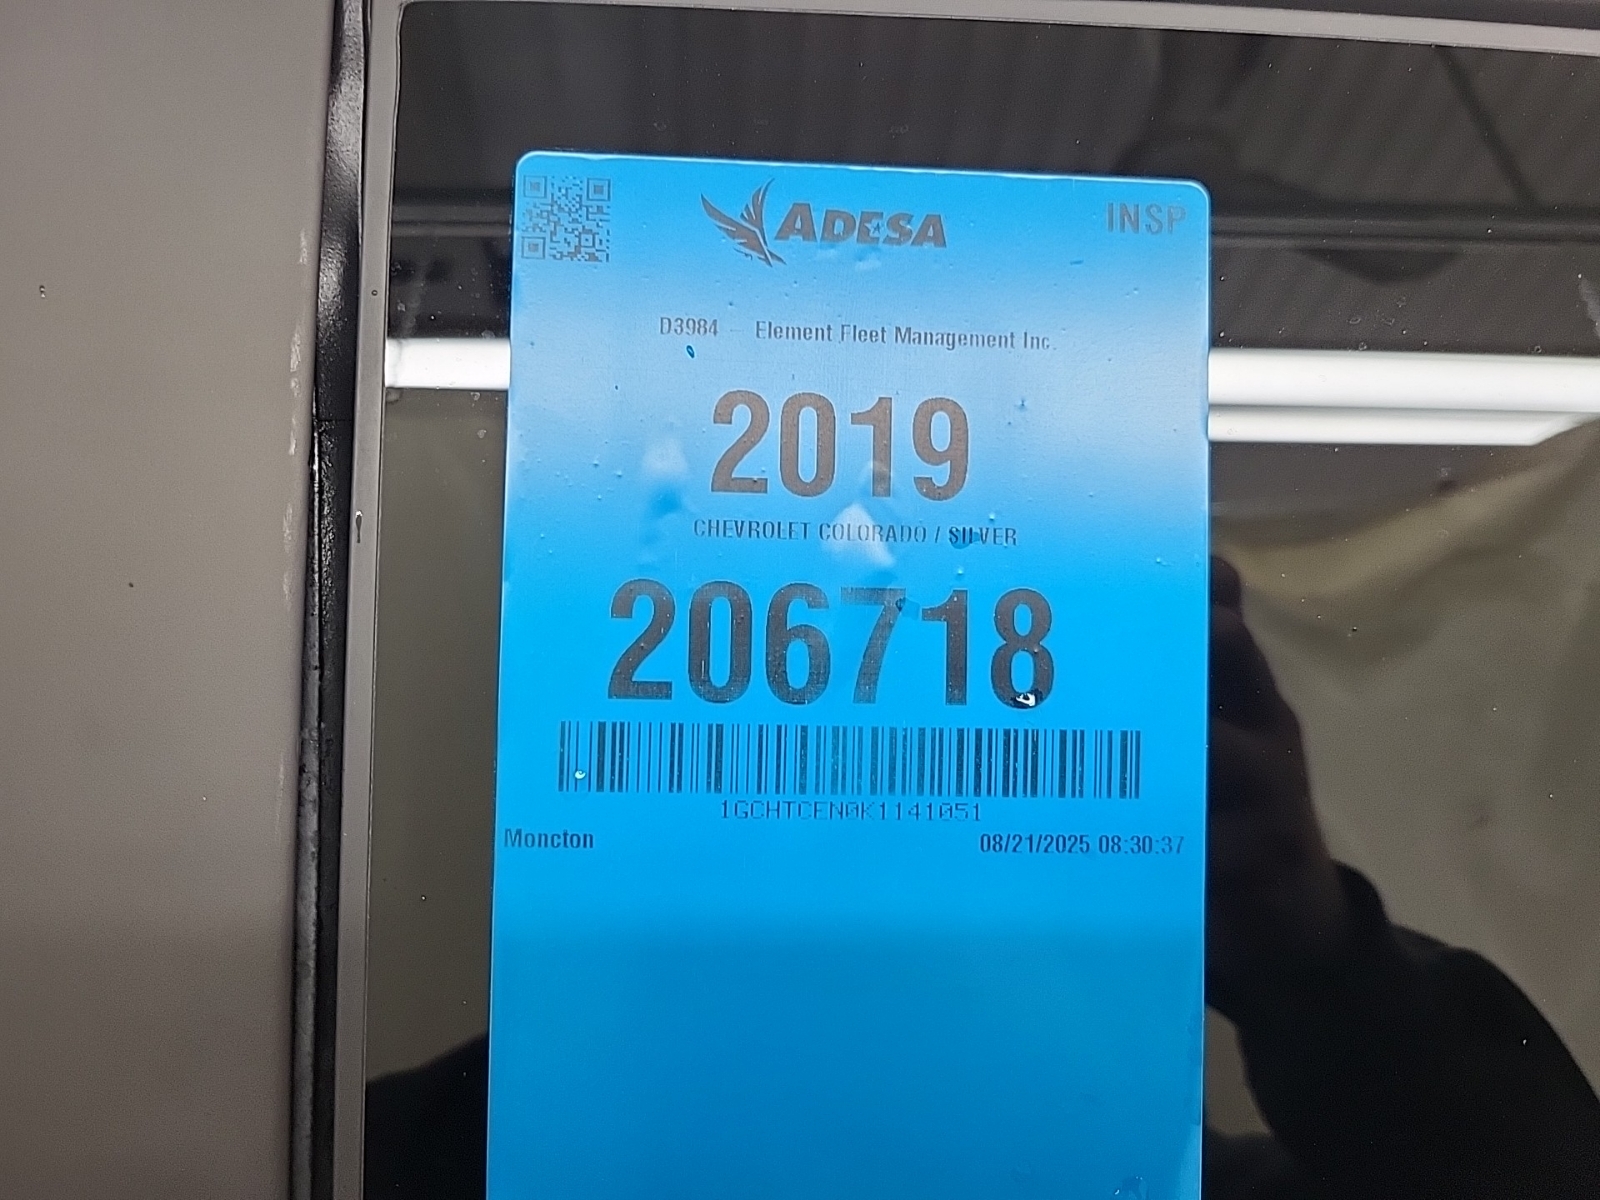 ADESA
INSP
D3984 - Element Fleet Management Inc.
2019
CHEVROLET COLORADO / SILVER
206718
1GCHTCEN0K1141051
Moncton 08/21/2025 08:30:37